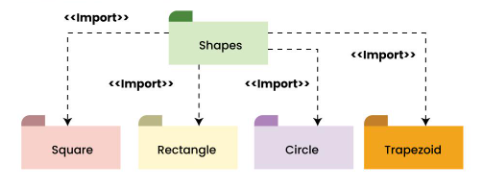 <<Import>>
Shapes
<<Import>>
<<Import>>
<<Import>>
Square
Rectangle
Circle
Trapezoid